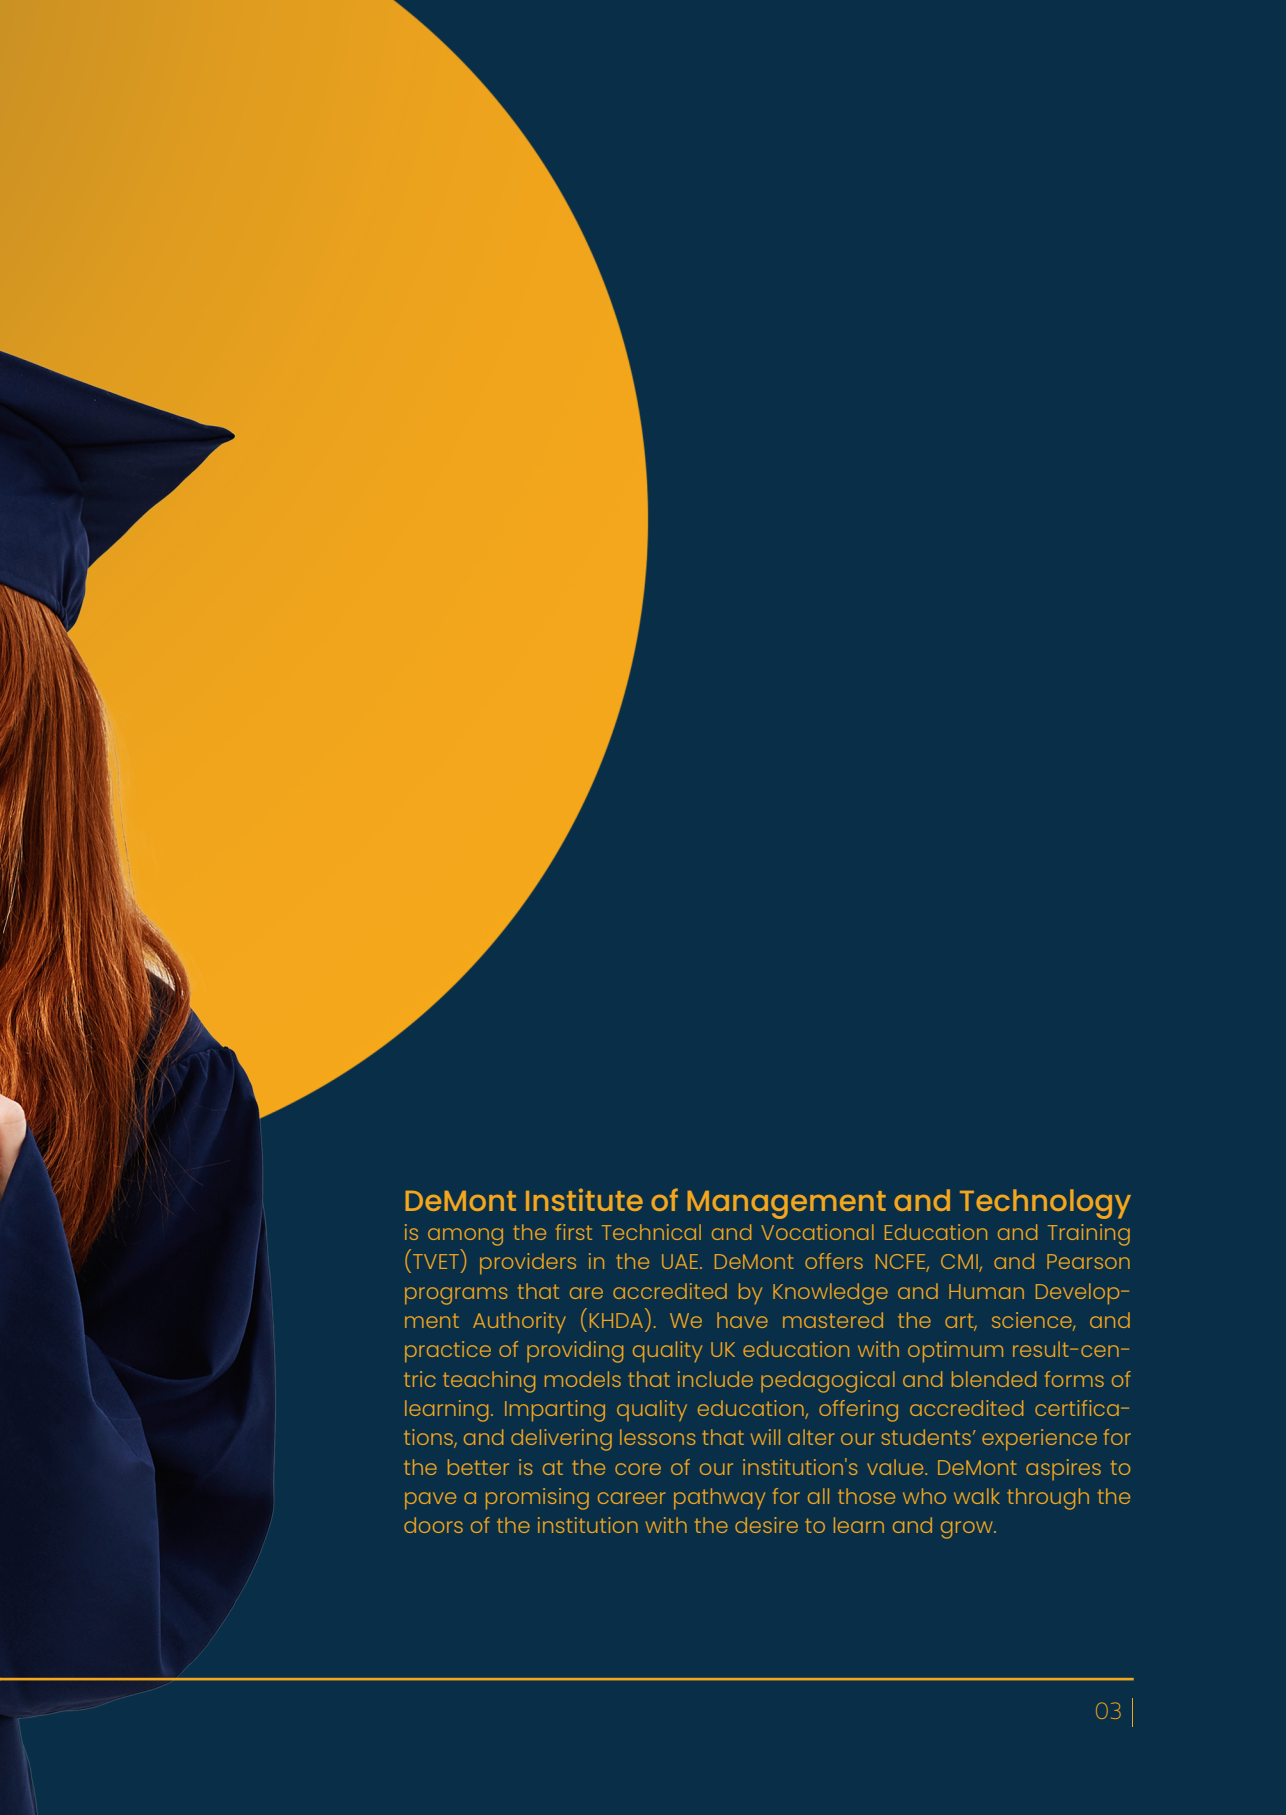 DeMont Institute of Management and Technology
is among the first Technical and Vocational Education and Training
(TVET) providers in the UAE. DeMont offers NCFE, CMI, and Pearson
programs that are accredited by Knowledge and Human Develop-
ment Authority (KHDA). We have mastered the art, science, and
practice of providing quality UK education with optimum result-cen-
tric teaching models that include pedagogical and blended forms of
learning. Imparting quality education, offering accredited certifica-
tions, and delivering lessons that will alter our students’ experience for
the better is at the core of our institution's value. DeMont aspires to
pave a promising career pathway for all those who walk through the
doors of the institution with the desire to learn and grow.
03